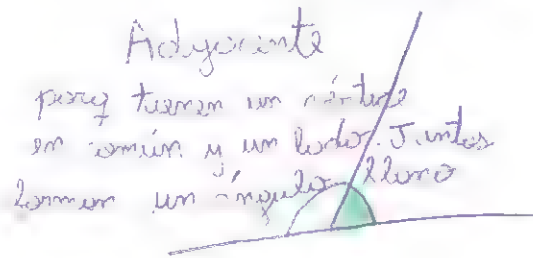 Adyacente
porq tienen un vértice
en común y un lado. Juntos
forman un ángulo llano